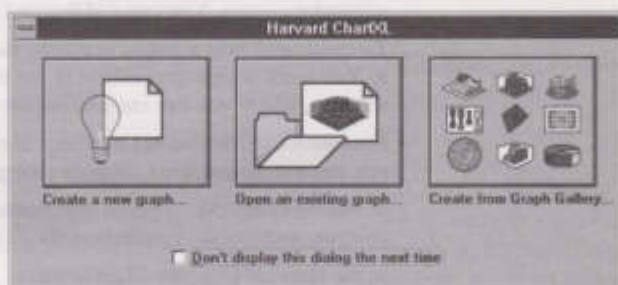 Harvard ChartXL
Create a new graph...
Open an existing graph...
Create from Graph Gallery...
Don't display this dialog the next time